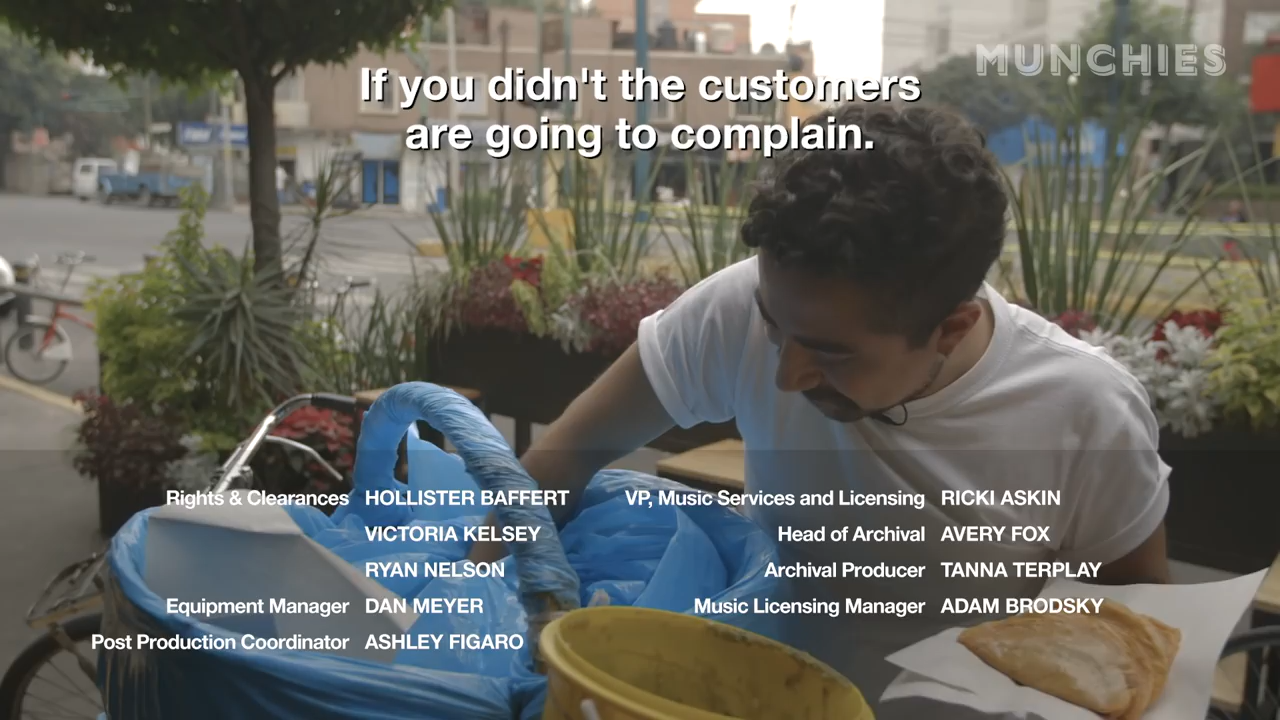 MUNCHIES
If you didn't the customers
are going to complain.
Rights & Clearances HOLLISTER BAFFERT
VICTORIA KELSEY
RYAN NELSON
Equipment Manager DAN MEYER
Post Production Coordinator ASHLEY FIGARO
VP, Music Services and Licensing RICKI ASKIN
Head of Archival AVERY FOX
Archival Producer TANNA TERPLAY
Music Licensing Manager ADAM BRODSKY